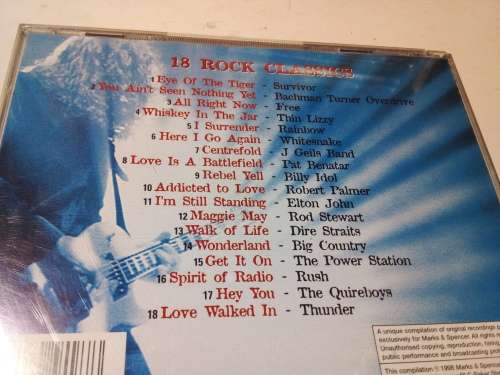 18 ROCK CLASSICS
1 Eye Of The Tiger - Survivor
2 You Ain't Seen Nothing Yet - Bachman Turner Overdrive
3 All Right Now - Free
4 Whiskey In The Jar - Thin Lizzy
5 I Surrender - Rainbow
6 Here I Go Again - Whitesnake
7 Centrefold - J Geils Band
8 Love Is A Battlefield - Pat Benatar
9 Rebel Yell - Billy Idol
10 Addicted to Love - Robert Palmer
11 I'm Still Standing - Elton John
12 Maggie May - Rod Stewart
13 Walk of Life - Dire Straits
14 Wonderland - Big Country
15 Get It On - The Power Station
16 Spirit of Radio - Rush
17 Hey You - The Quireboys
18 Love Walked In - Thunder
A unique compilation of original recordings
exclusively for Marks & Spencer. All rights
Unauthorised copying, reproduction, hiring,
public performance and broadcasting prohibited
This compilation ℗ 1998 Marks & Spencer